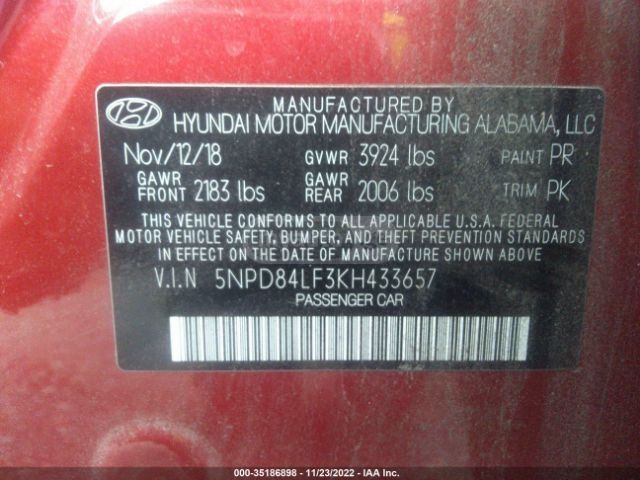 MANUFACTURED BY
HYUNDAI MOTOR MANUFACTURING ALABAMA, LLC
Nov/12/18 GVWR 3924 lbs PAINT PR
GAWR FRONT 2183 lbs GAWR REAR 2006 lbs TRIM PK
THIS VEHICLE CONFORMS TO ALL APPLICABLE U.S.A. FEDERAL
MOTOR VEHICLE SAFETY, BUMPER, AND THEFT PREVENTION STANDARDS
IN EFFECT ON THE DATE OF MANUFACTURE SHOWN ABOVE
V.I.N 5NPD84LF3KH433657
PASSENGER CAR
000-35186898 - 11/23/2022 - IAA Inc.